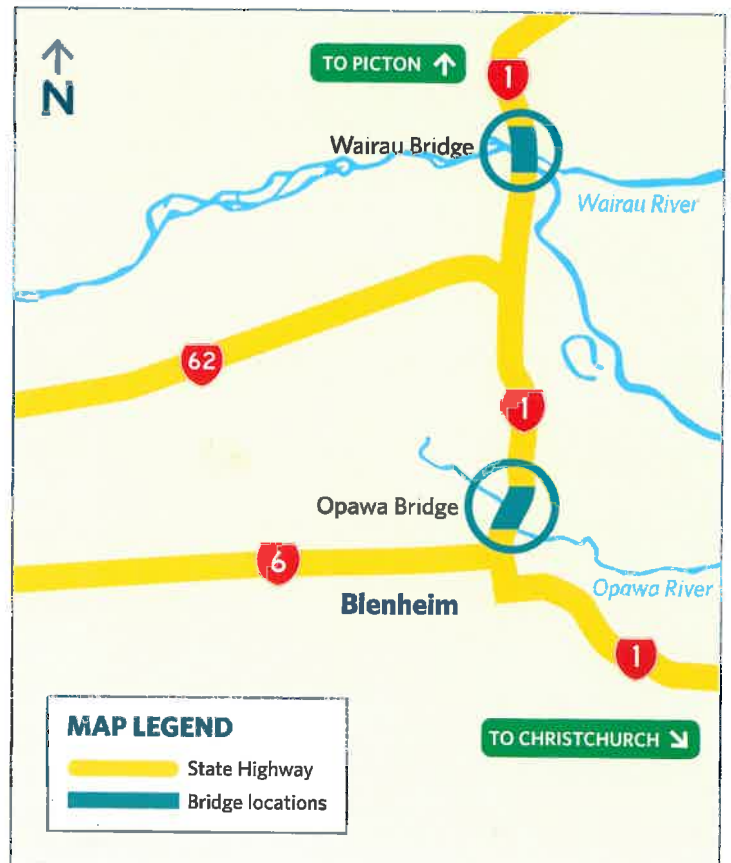 N
TO PICTON ↑
1
Wairau Bridge
Wairau River
62
1
Opawa Bridge
6
Opawa River
Blenheim
1
MAP LEGEND
TO CHRISTCHURCH ↘
State Highway
Bridge locations